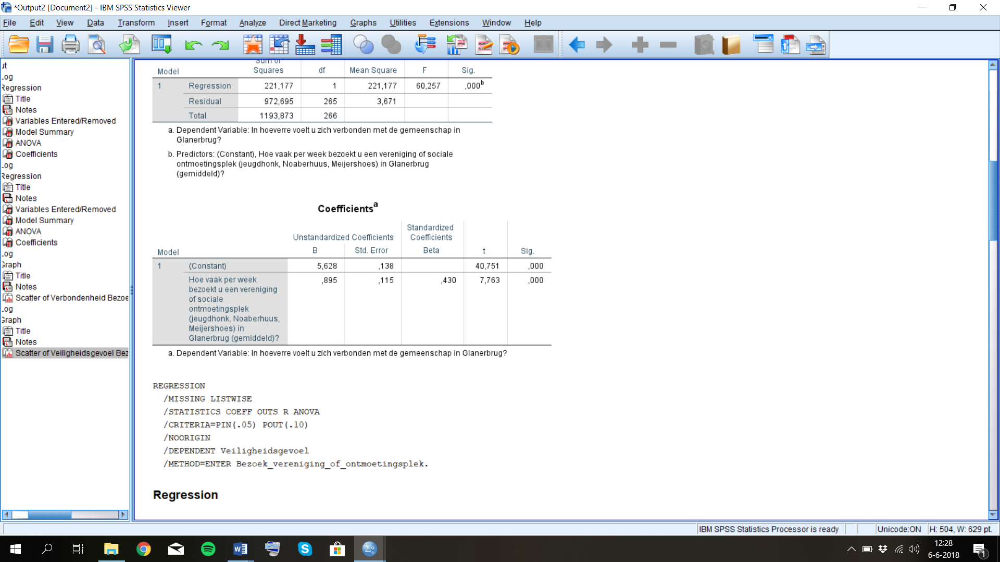 *Output2 [Document2] - IBM SPSS Statistics Viewer
File Edit View Data Transform Insert Format Analyze Direct Marketing Graphs Utilities Extensions Window Help
ut
Log
Regression
Title
Notes
Variables Entered/Removed
Model Summary
ANOVA
Coefficients
Log
Regression
Title
Notes
Variables Entered/Removed
Model Summary
ANOVA
Coefficients
Log
Graph
Title
Notes
Scatter of Verbondenheid Bezoe
Log
Graph
Title
Notes
Scatter of Veiligheidsgevoel Bez
Model Sum of Squares df Mean Square F Sig.
1 Regression 221,177 1 221,177 60,257 ,000b
Residual 972,695 265 3,671
Total 1193,873 266
a. Dependent Variable: In hoeverre voelt u zich verbonden met de gemeenschap in
Glanerbrug?
b. Predictors: (Constant), Hoe vaak per week bezoekt u een vereniging of sociale
ontmoetingsplek (jeugdhonk, Noaberhuus, Meijershoes) in Glanerbrug
(gemiddeld)?
Coefficientsa
Unstandardized Coefficients Standardized Coefficients
Model B Std. Error Beta t Sig.
1 (Constant) 5,628 ,138 40,751 ,000
Hoe vaak per week ,895 ,115 ,430 7,763 ,000
bezoekt u een vereniging
of sociale
ontmoetingsplek
(jeugdhonk, Noaberhuus,
Meijershoes) in
Glanerbrug (gemiddeld)?
a. Dependent Variable: In hoeverre voelt u zich verbonden met de gemeenschap in Glanerbrug?
REGRESSION
/MISSING LISTWISE
/STATISTICS COEFF OUTS R ANOVA
/CRITERIA=PIN(.05) POUT(.10)
/NOORIGIN
/DEPENDENT Veiligheidsgevoel
/METHOD=ENTER Bezoek_vereniging_of_ontmoetingsplek.
Regression
IBM SPSS Statistics Processor is ready Unicode:ON H: 504, W: 629 pt.
12:28
6-6-2018
1